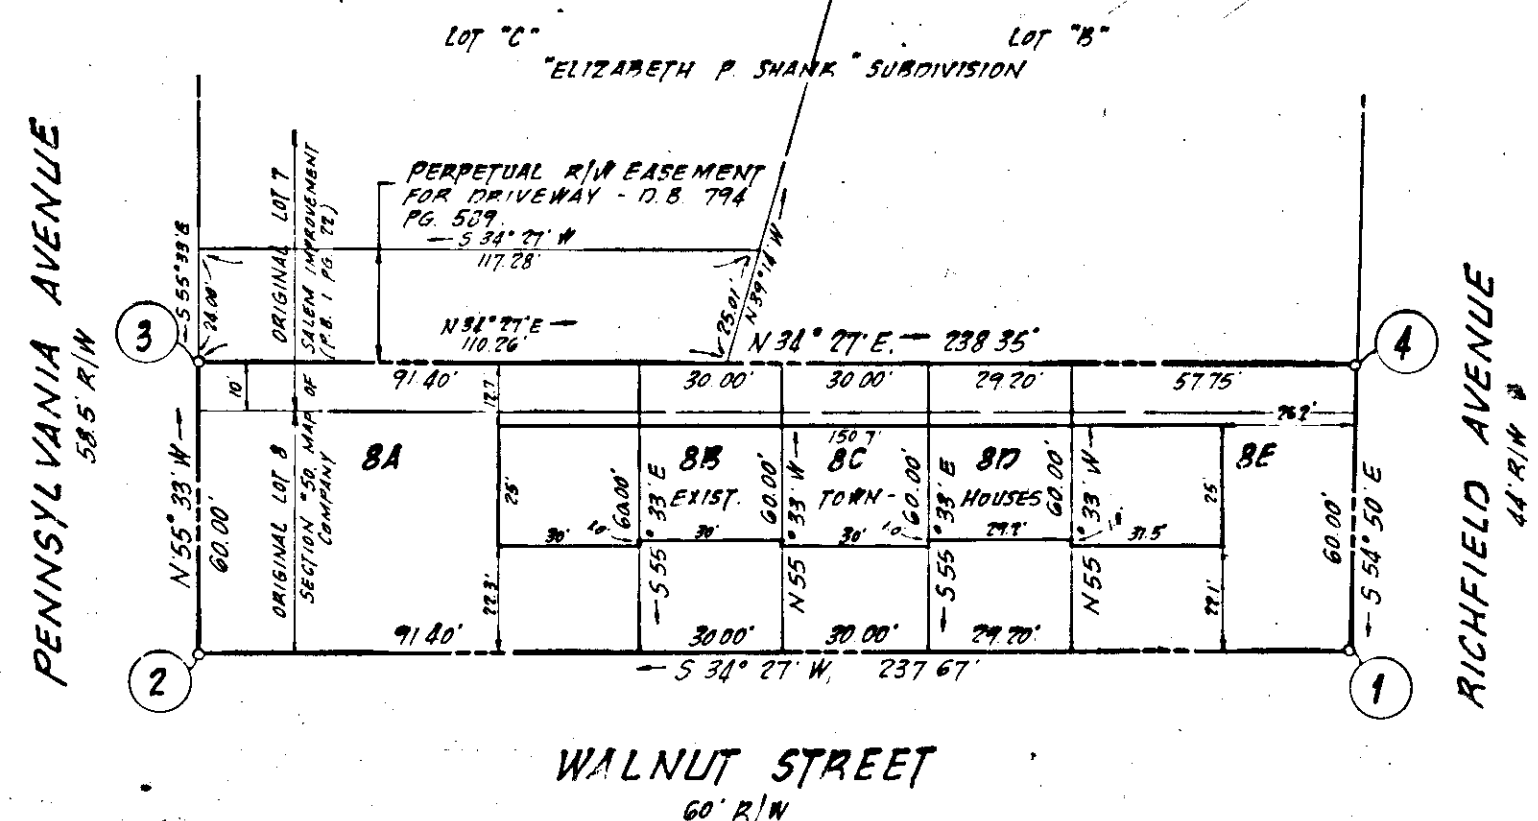 LOT "C"
LOT "B"
"ELIZABETH P. SHANK" SUBDIVISION
PENNSYLVANIA AVENUE
58.5' R/W
RICHFIELD AVENUE
44' R/W
PERPETUAL R/W EASEMENT
FOR DRIVEWAY - D.B. 794
PG. 589.
S 34° 27' W
117.28'
S 55° 33' E
24.00'
ORIGINAL LOT 7
SALEM IMPROVEMENT
(P.B. 1 PG. 22)
N 34° 27' E
110.26'
25.01'
N 39° 14' W
N 34° 27' E. 238.35'
3
4
91.40'
30.00'
30.00'
29.20'
57.75'
10'
12.7'
26.2'
150.7'
8A
8B
8C
8D
8E
EXIST.
TOWN-
HOUSES
N 55° 33' W
60.00'
ORIGINAL LOT 8
SECTION "50, MAP OF
COMPANY
25'
60.00'
60.00'
60.00'
60.00'
25'
60.00'
S 55° 33' E
N 55° 33' W
S 55° 33' E
N 55° 33' W
S 54° 50' E
30'
30'
30'
29.2'
31.5'
22.3'
22.1'
91.40'
30.00'
30.00'
29.20'
S 34° 27' W, 237.67'
2
1
WALNUT STREET
60' R/W